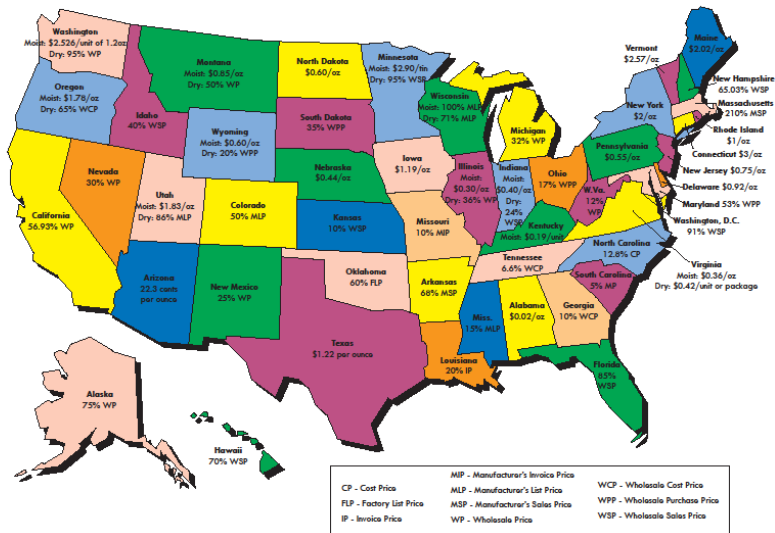 Washington
Moist: $2.526/unit of 1.2oz
Dry: 95% WP
Oregon
Moist: $1.78/oz
Dry: 65% WCP
California
56.93% WP
Nevada
30% WP
Idaho
40% WSP
Montana
Moist: $0.85/oz
Dry: 50% WP
Wyoming
Moist: $0.60/oz
Dry: 20% WPP
Utah
Moist: $1.83/oz
Dry: 86% MLP
Colorado
50% MLP
Arizona
22.3 cents
per ounce
New Mexico
25% WP
North Dakota
$0.60/oz
South Dakota
35% WPP
Nebraska
$0.44/oz
Kansas
10% WSP
Oklahoma
60% FLP
Texas
$1.22 per ounce
Minnesota
Moist: $2.90/tin
Dry: 95% WSP
Iowa
$1.19/oz
Missouri
10% MIP
Arkansas
68% MSP
Louisiana
20% IP
Wisconsin
Moist: 100% MLP
Dry: 71% MLP
Illinois
Moist:
$0.30/oz
Dry: 36% WP
Michigan
32% WP
Indiana
Moist:
$0.40/oz
Dry:
24%
WSP
Ohio
17% WPP
Kentucky
Moist: $0.19/unit
Tennessee
6.6% WCP
Miss.
15% MLP
Alabama
$0.02/oz
Georgia
10% WCP
Florida
85%
WSP
South Carolina
5% MP
North Carolina
12.8% CP
W.Va.
12%
WP
Virginia
Moist: $0.36/oz
Dry: $0.42/unit or package
Washington, D.C.
91% WSP
Maryland 53% WPP
Delaware $0.92/oz
New Jersey $0.75/oz
Connecticut $3/oz
Rhode Island
$1/oz
Massachusetts
210% MSP
New Hampshire
65.03% WSP
Maine
$2.02/oz
Vermont
$2.57/oz
New York
$2/oz
Pennsylvania
$0.55/oz
Alaska
75% WP
Hawaii
70% WSP
CP - Cost Price
FLP - Factory List Price
IP - Invoice Price
MIP - Manufacturer's Invoice Price
MLP - Manufacturer's List Price
MSP - Manufacturer's Sales Price
WP - Wholesale Price
WCP - Wholesale Cost Price
WPP - Wholesale Purchase Price
WSP - Wholesale Sales Price